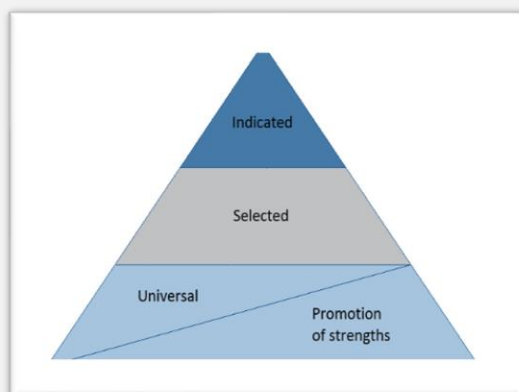 Indicated
Selected
Universal
Promotion
of strengths